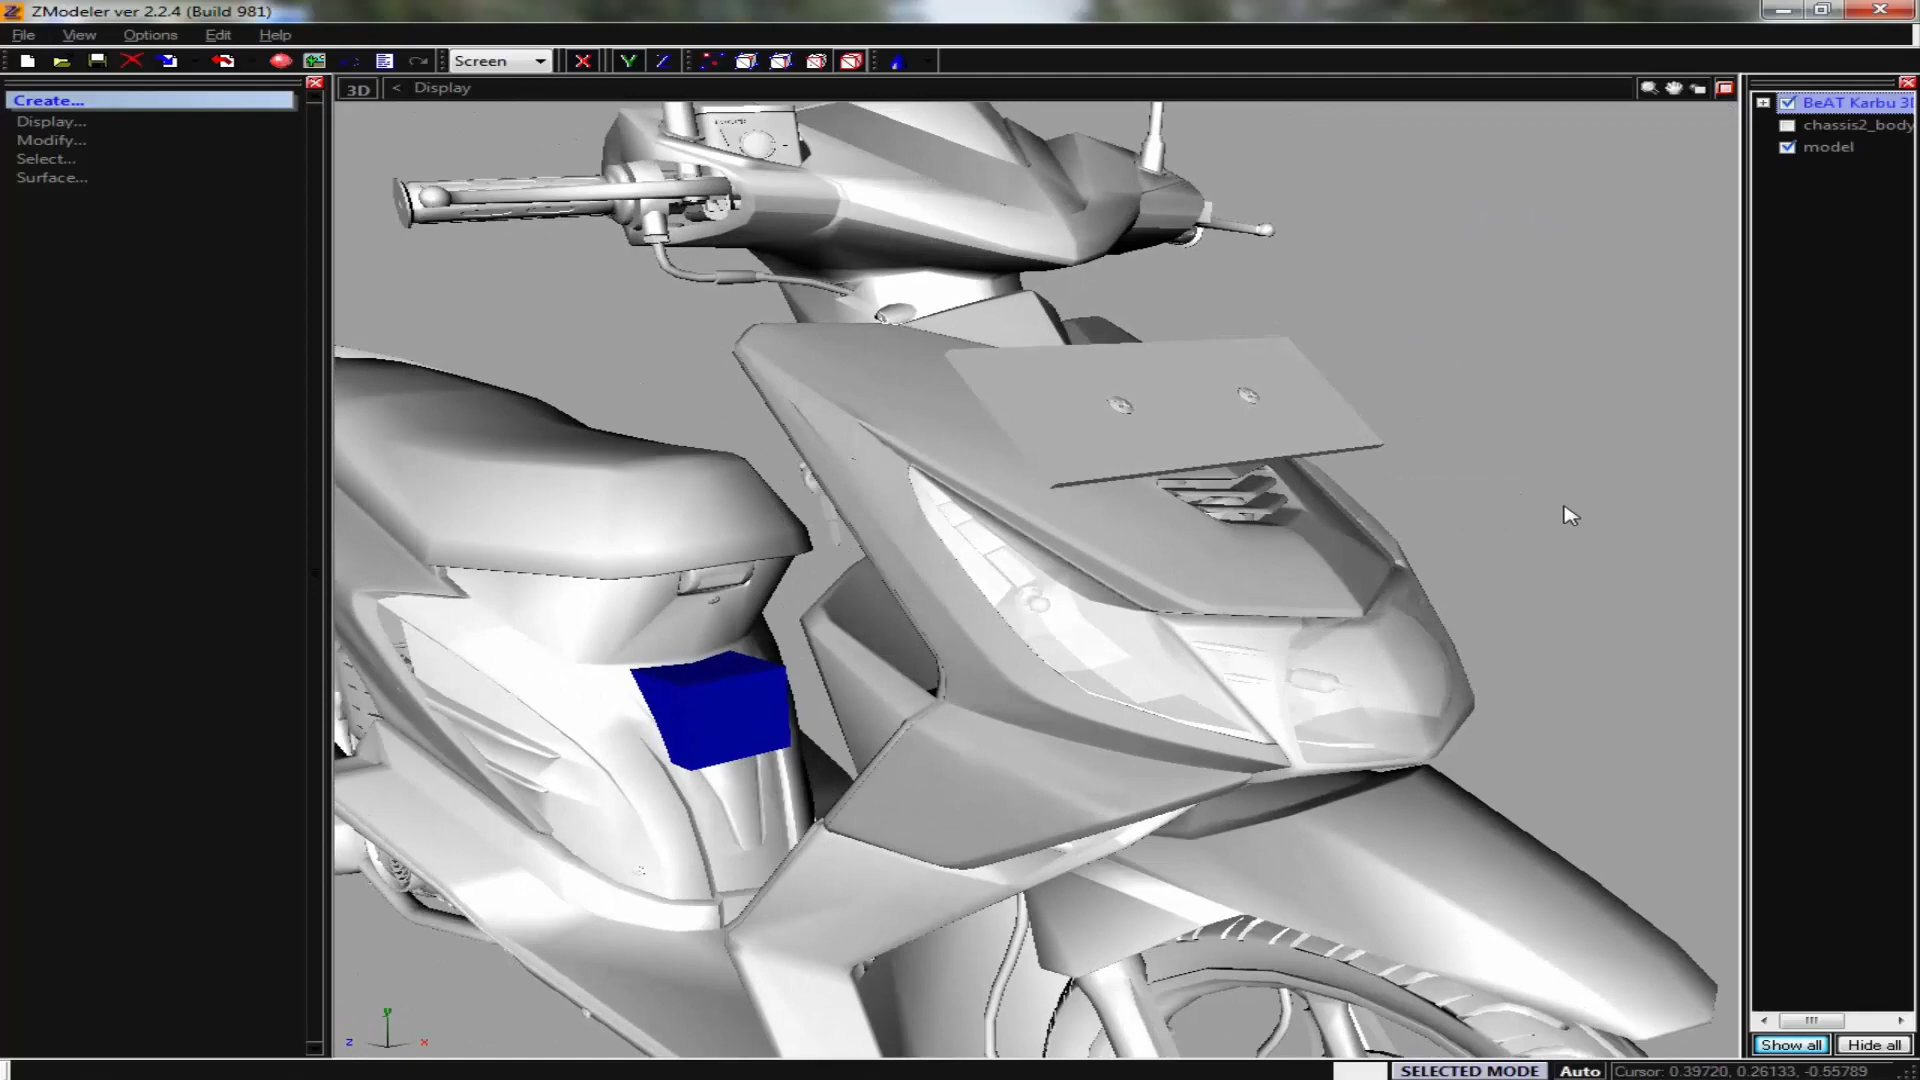 ZModeler ver 2.2.4 (Build 981)
File View Options Edit Help
Screen
X Y Z
3D < Display
Create...
Display...
Modify...
Select...
Surface...
BeAT Karbu 3D
chassis2_body
model
Show all Hide all
SELECTED MODE Auto Cursor: 0.39720, 0.26133, -0.55789
y
z x